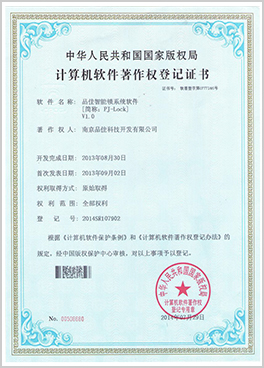 中华人民共和国国家版权局
计算机软件著作权登记证书
证书号：软著登字第0777146号
软件名称：品佳智能锁系统软件
[简称：PJ-Lock]
V1.0
著作权人：南京品佳科技开发有限公司
开发完成日期：2013年08月30日
首次发表日期：2013年09月02日
权利取得方式：原始取得
权利范围：全部权利
登记号：2014SR107902
根据《计算机软件保护条例》和《计算机软件著作权登记办法》的
规定，经中国版权保护中心审核，对以上事项予以登记。
中华人民共和国国家版权局
计算机软件著作权
登记专用章
No.
2014年07月29日